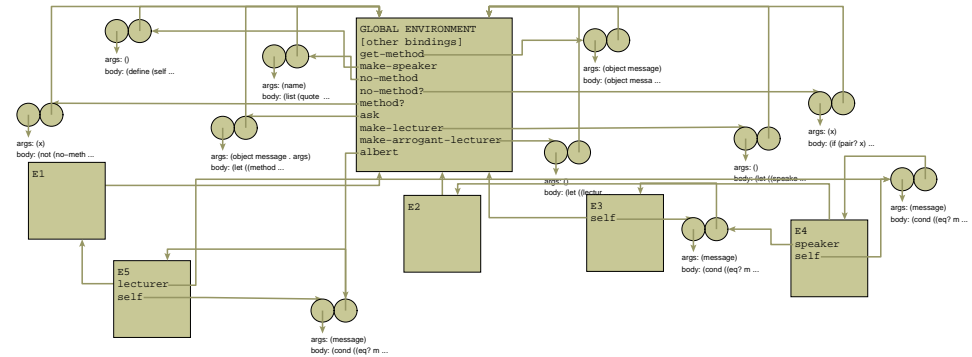 GLOBAL ENVIRONMENT
[other bindings]
get-method
make-speaker
no-method
no-method?
method?
ask
make-lecturer
make-arrogant-lecturer
albert
args: ()
body: (define (self ...
args: (name)
body: (list (quote ...
args: (object message)
body: (object messa ...
args: (x)
body: (not (no-meth ...
args: (object message . args)
body: (let ((method ...
args: ()
body: (let ((lectur...
args: ()
body: (let ((speake ...
args: (x)
body: (if (pair? x) ...
E1
E2
E3
self
args: (message)
body: (cond ((eq? m ...
E4
speaker
self
args: (message)
body: (cond ((eq? m ...
E5
lecturer
self
args: (message)
body: (cond ((eq? m ...